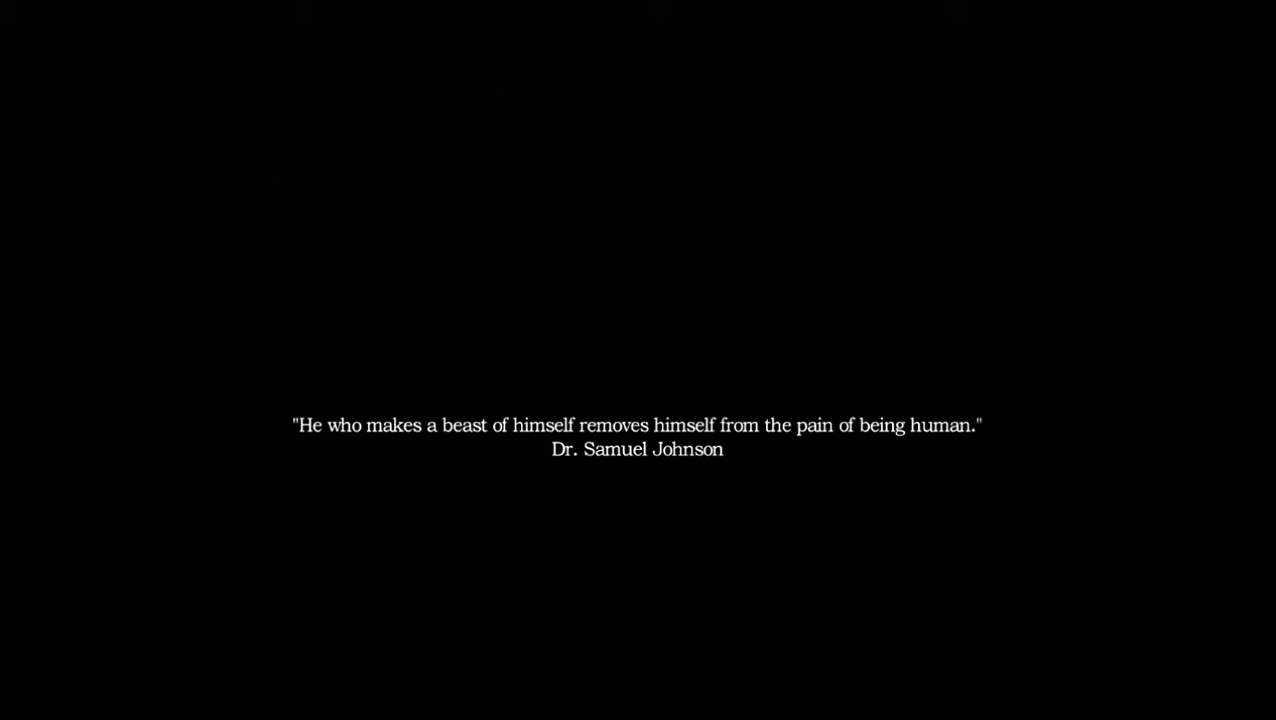 "He who makes a beast of himself removes himself from the pain of being human."
Dr. Samuel Johnson